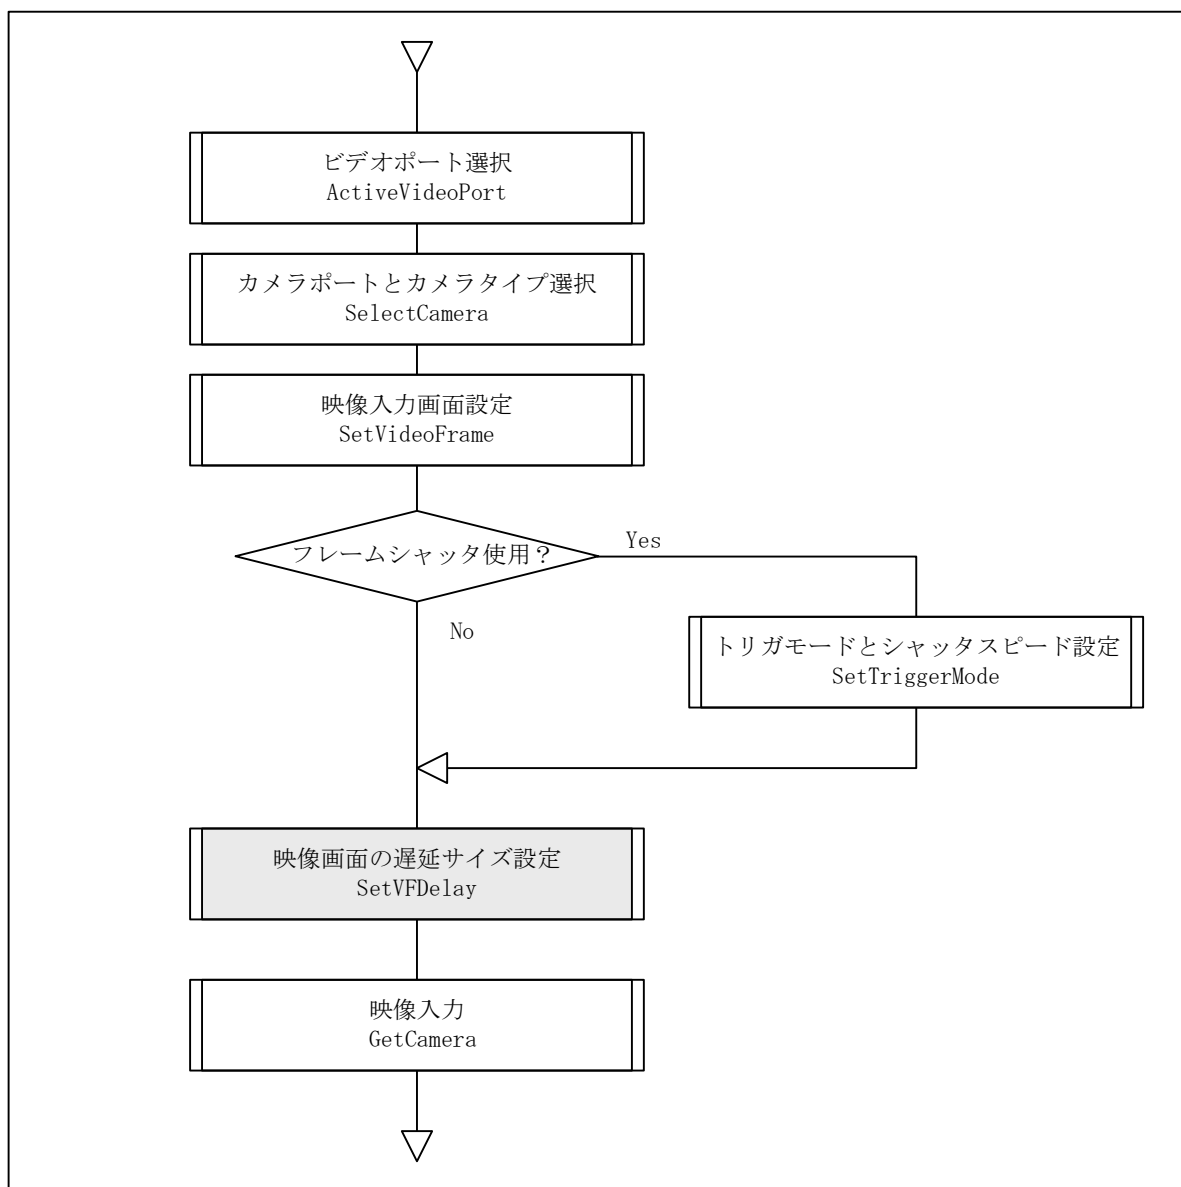 ビデオポート選択
ActiveVideoPort
カメラポートとカメラタイプ選択
SelectCamera
映像入力画面設定
SetVideoFrame
フレームシャッタ使用？
Yes
No
トリガモードとシャッタスピード設定
SetTriggerMode
映像画面の遅延サイズ設定
SetVFDelay
映像入力
GetCamera